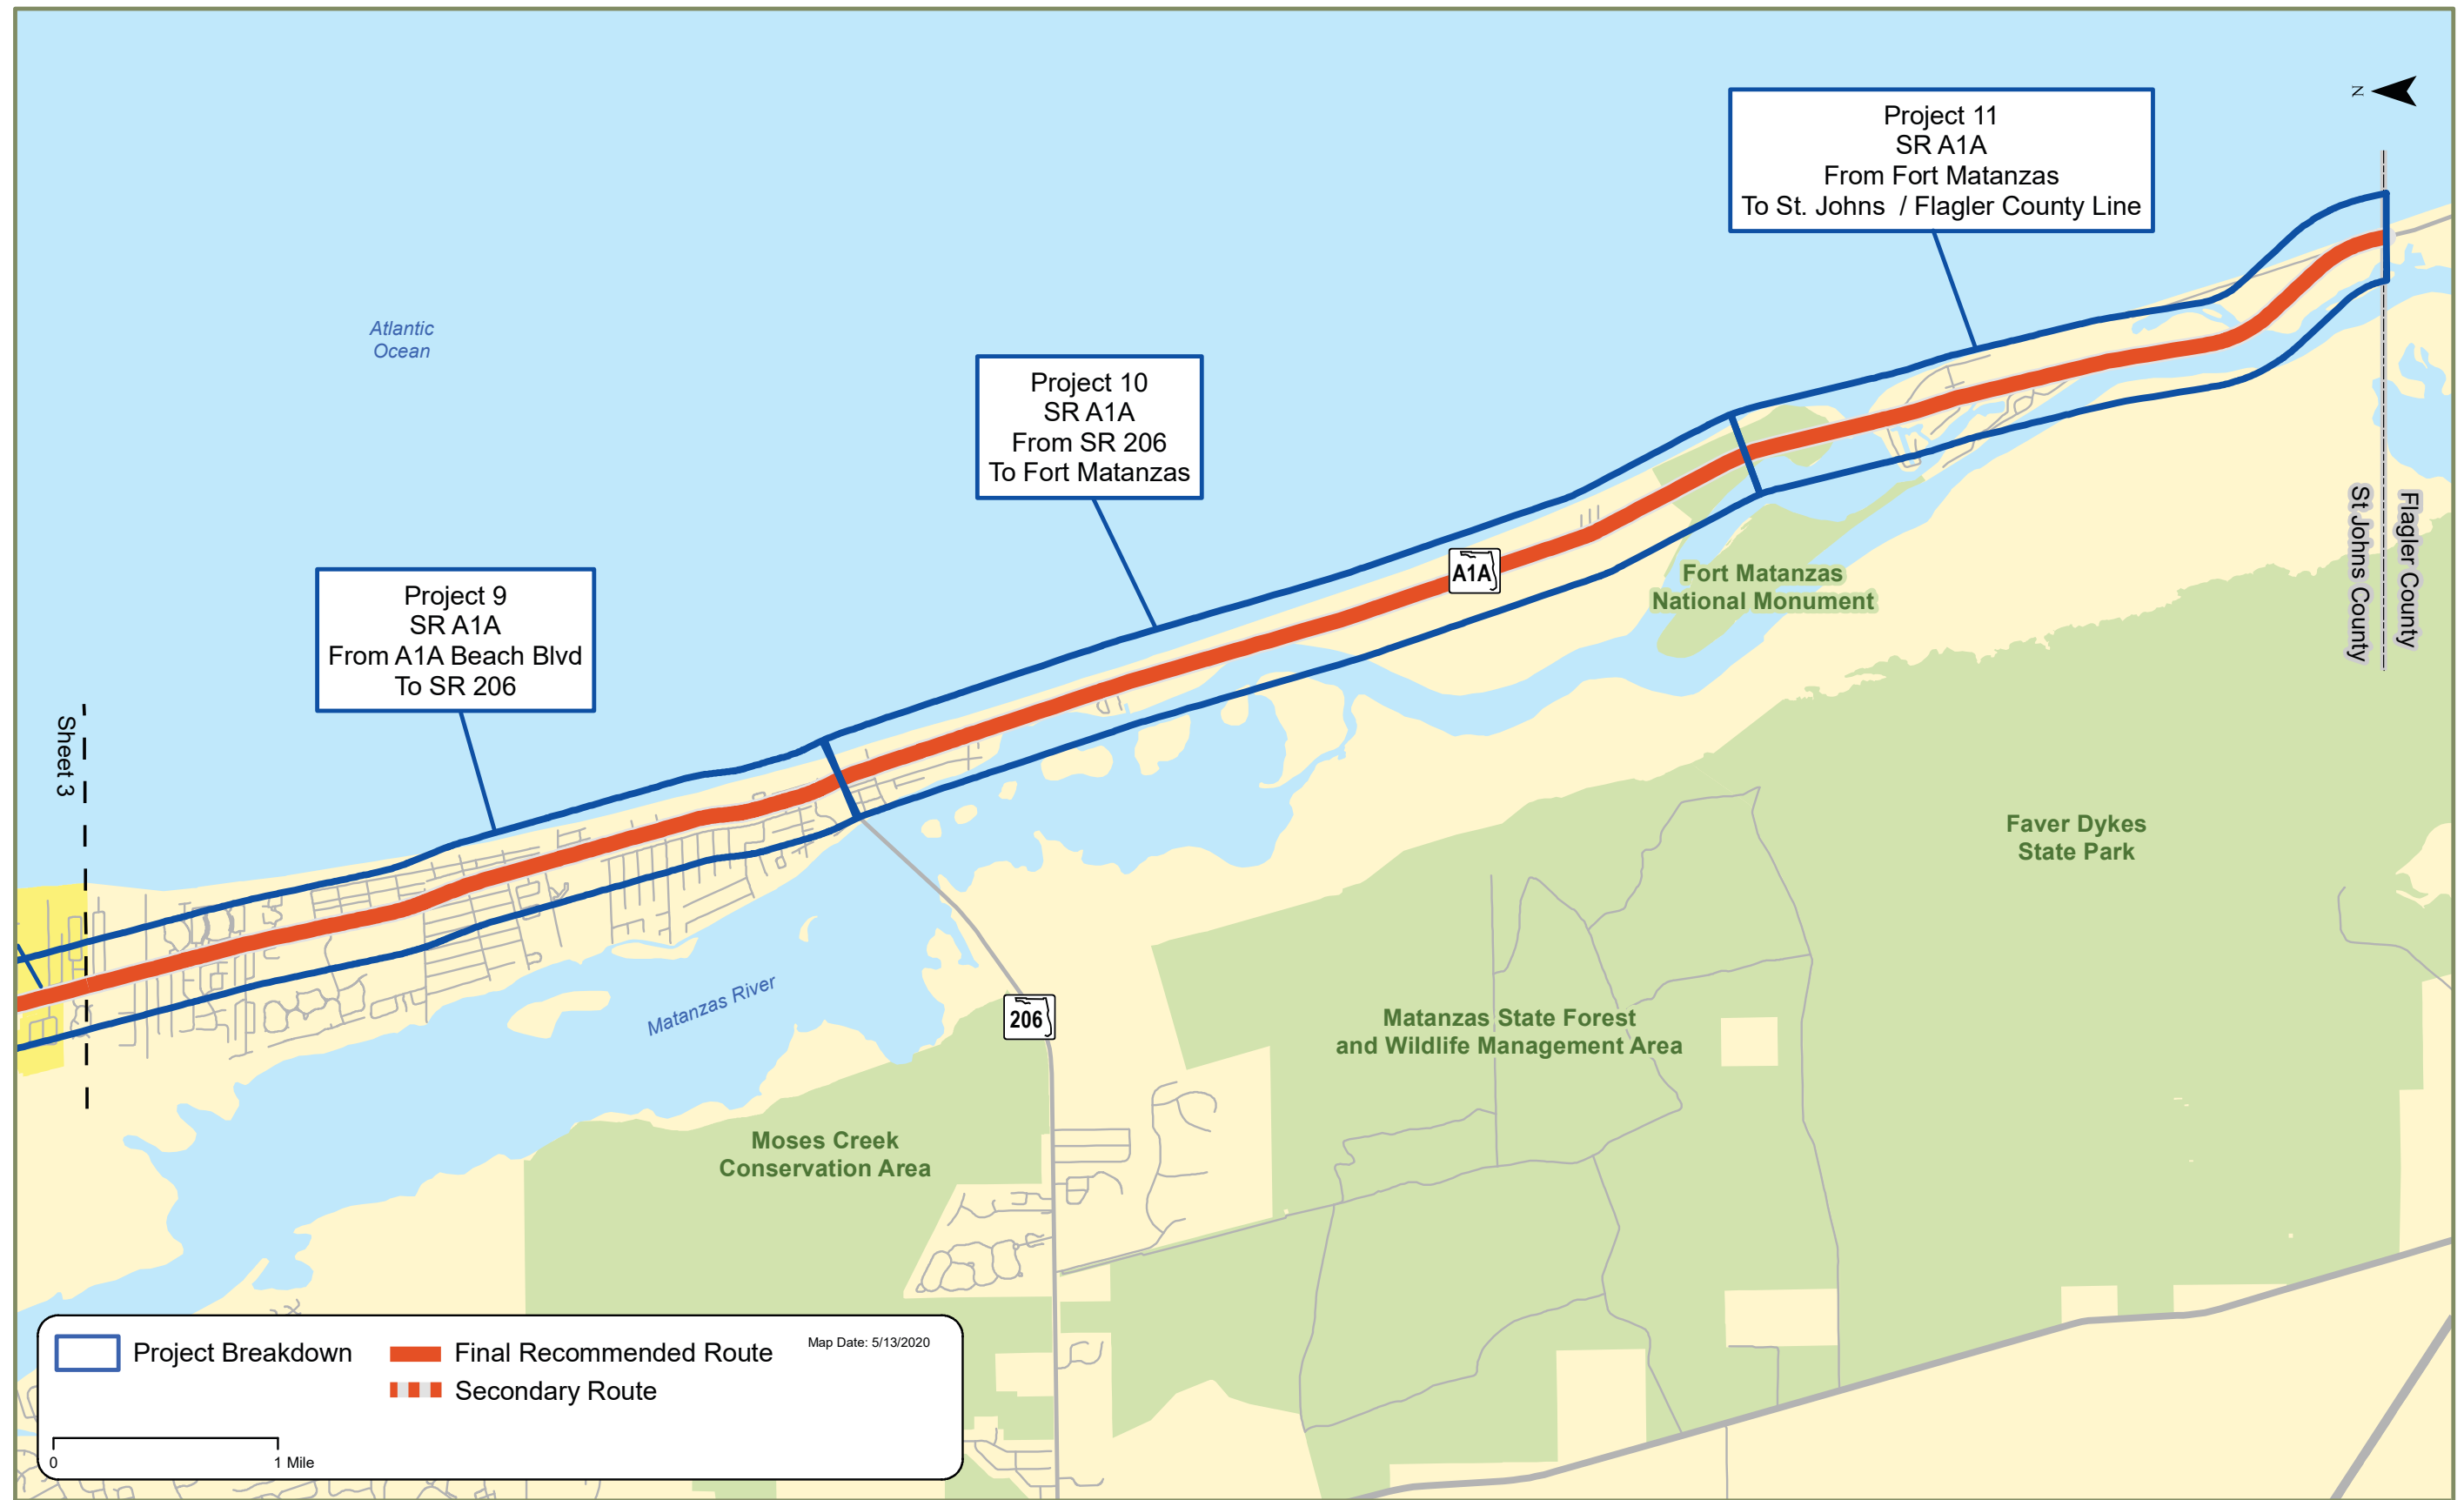 N
Project 11
SR A1A
From Fort Matanzas
To St. Johns / Flagler County Line
Atlantic
Ocean
Project 10
SR A1A
From SR 206
To Fort Matanzas
Flagler County
St Johns County
A1A
Fort Matanzas
National Monument
Project 9
SR A1A
From A1A Beach Blvd
To SR 206
Sheet 3
Faver Dykes
State Park
Matanzas River
206
Matanzas State Forest
and Wildlife Management Area
Moses Creek
Conservation Area
Project Breakdown
Final Recommended Route
Secondary Route
Map Date: 5/13/2020
0
1 Mile